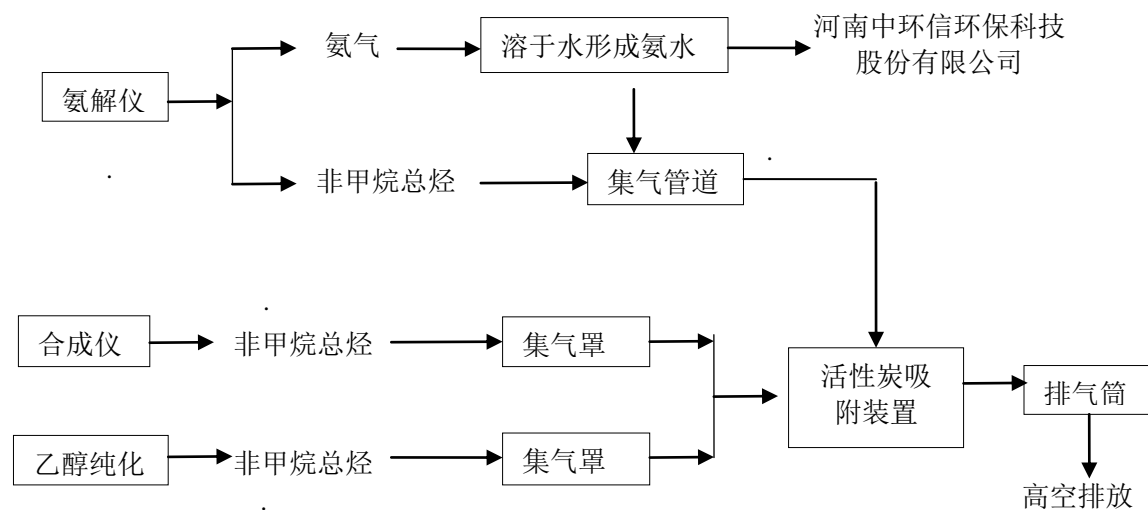 氨气
溶于水形成氨水
河南中环信环保科技
股份有限公司
氨解仪
非甲烷总烃
集气管道
合成仪
非甲烷总烃
集气罩
活性炭吸
附装置
排气筒
乙醇纯化
非甲烷总烃
集气罩
高空排放